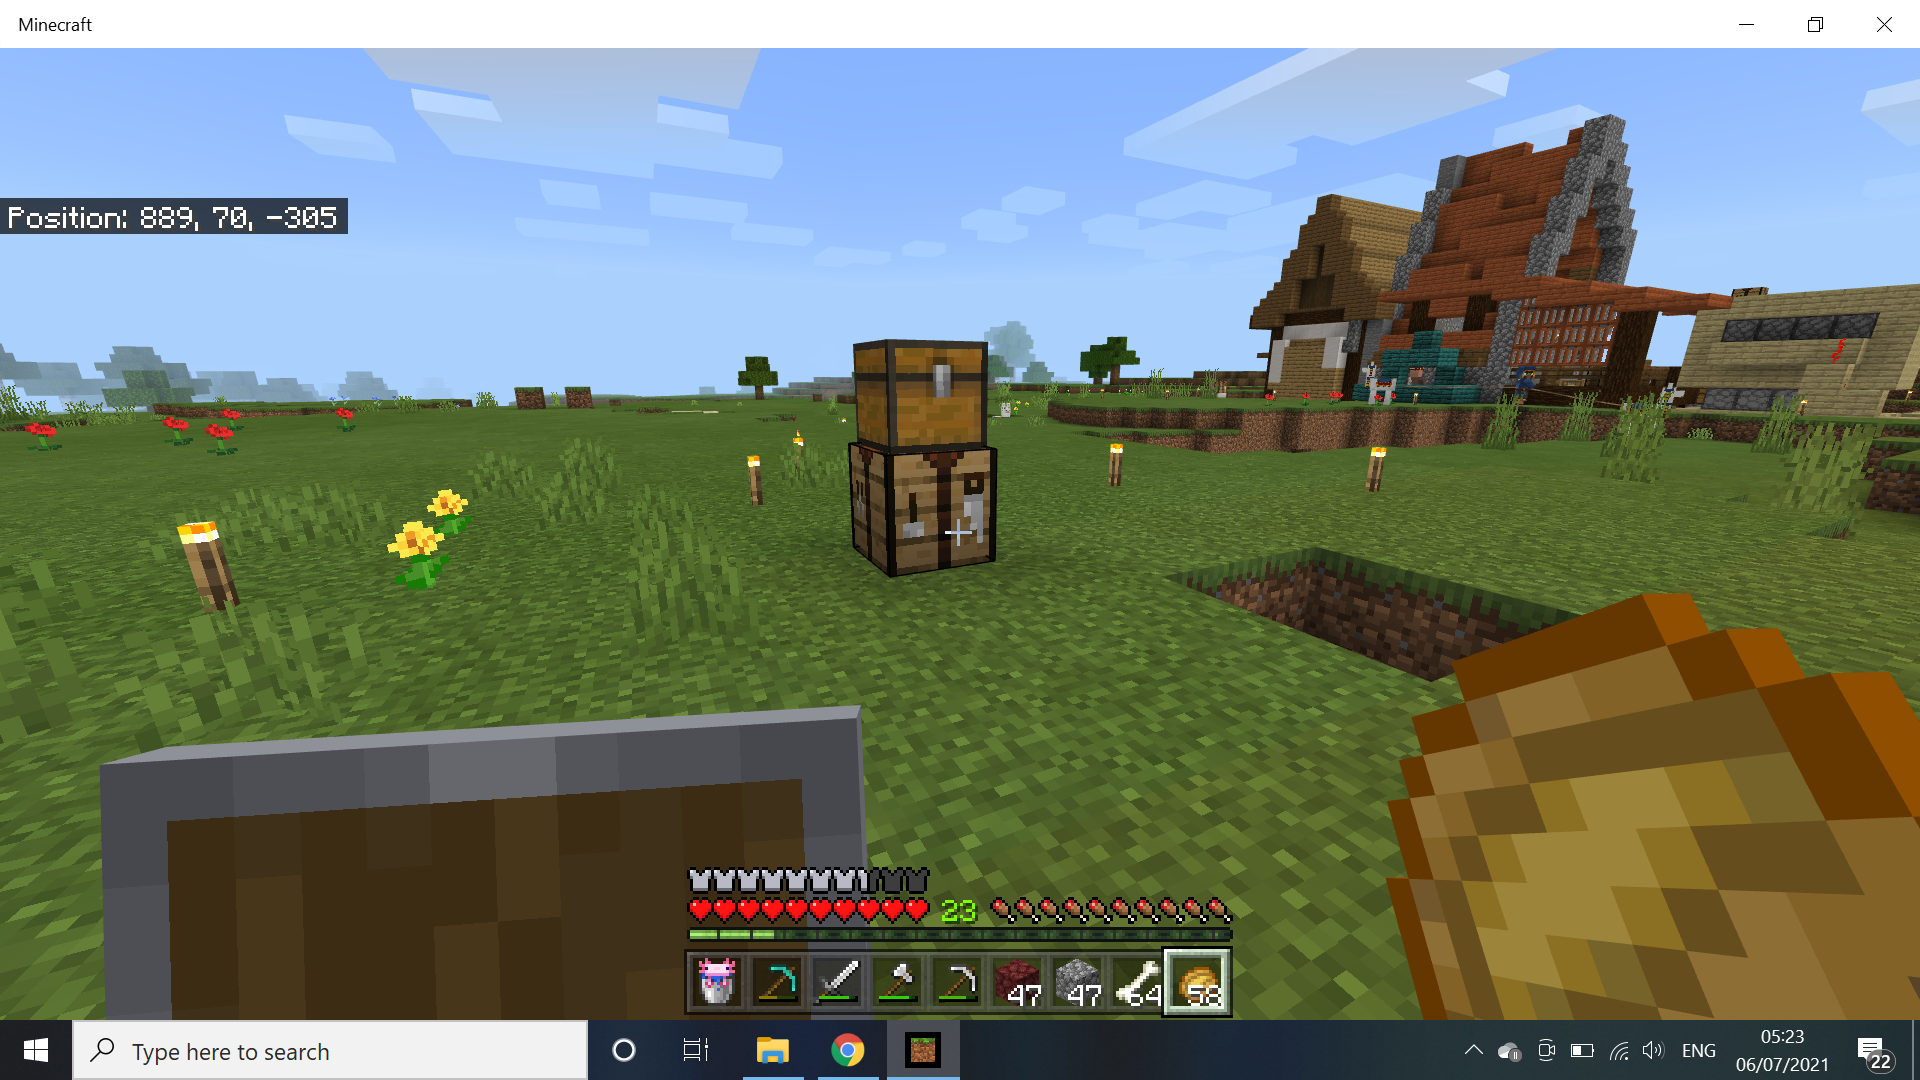 Minecraft
Position: 889, 70, -305
23
47 47 64 58
Type here to search
ENG
05:23
06/07/2021
22